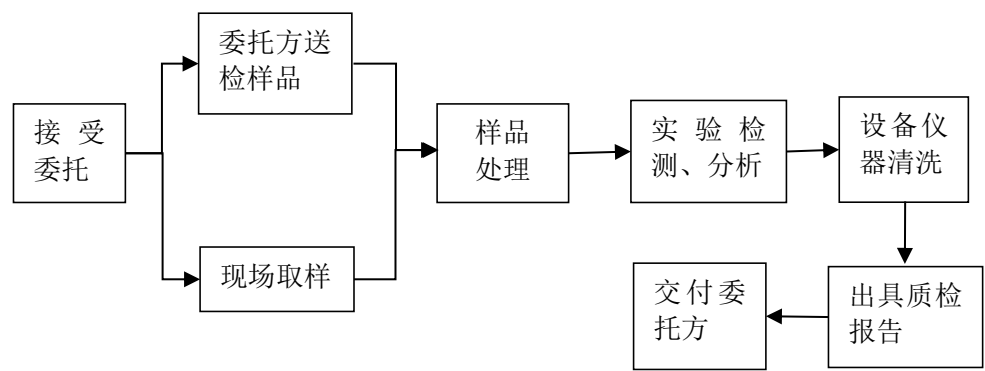 接受
委托
委托方送
检样品
现场取样
样品
处理
实验检
测、分析
设备仪
器清洗
出具质检
报告
交付委
托方